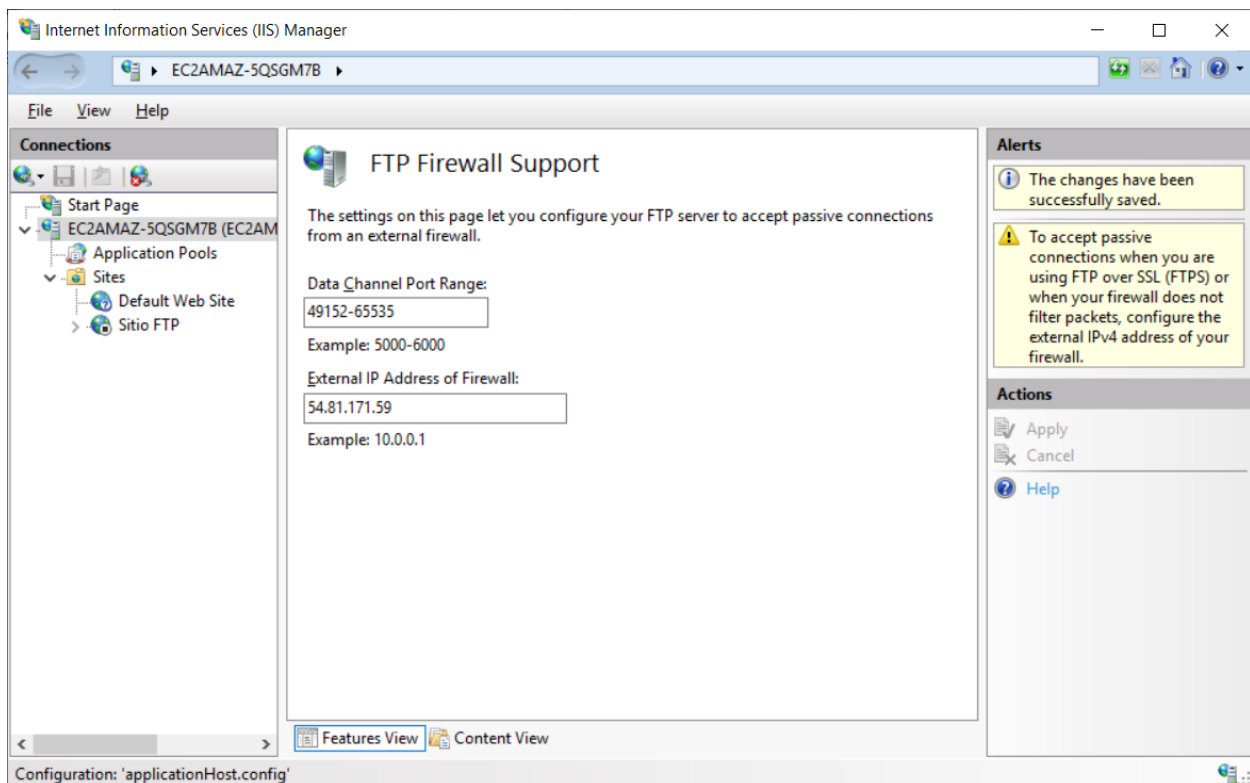 Internet Information Services (IIS) Manager
EC2AMAZ-5QSGM7B
File View Help
Connections
Start Page
EC2AMAZ-5QSGM7B (EC2AM
Application Pools
Sites
Default Web Site
Sitio FTP
FTP Firewall Support
The settings on this page let you configure your FTP server to accept passive connections
from an external firewall.
Data Channel Port Range:
49152-65535
Example: 5000-6000
External IP Address of Firewall:
54.81.171.59
Example: 10.0.0.1
Features View Content View
Alerts
The changes have been
successfully saved.
To accept passive
connections when you are
using FTP over SSL (FTPS) or
when your firewall does not
filter packets, configure the
external IPv4 address of your
firewall.
Actions
Apply
Cancel
Help
Configuration: 'applicationHost.config'